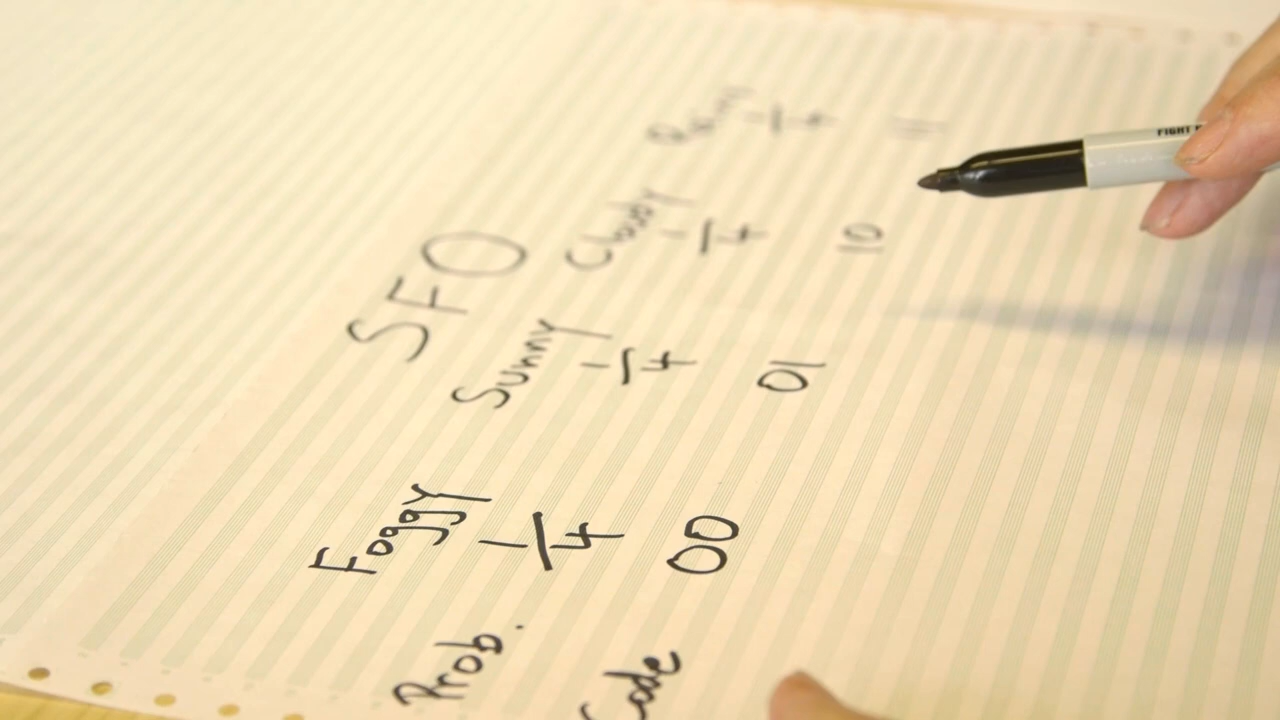 SFO
Foggy Sunny Cloudy Rainy
Prob. 1/4 1/4 1/4 1/4
Code 00 01 10 11
FIGHT